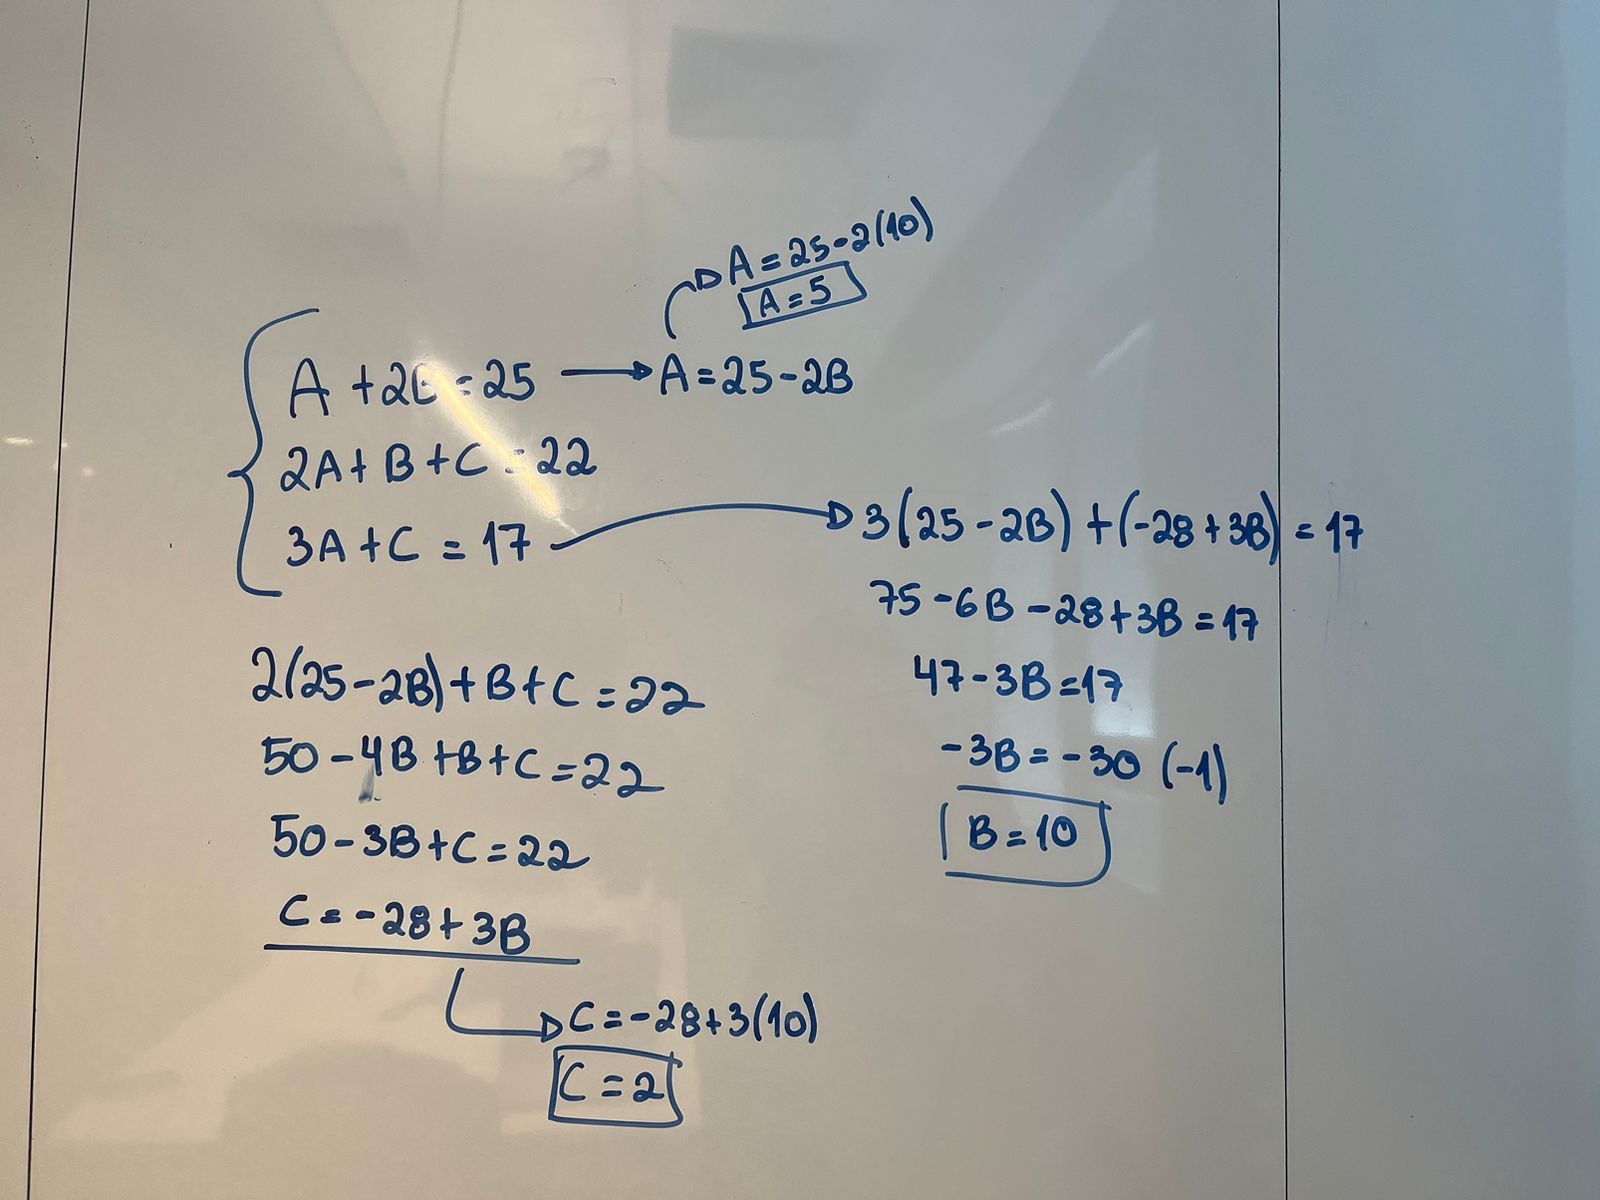 A = 25 - 2(10)
A = 5
A + 2B = 25 → A = 25 - 2B
2A + B + C = 22
3A + C = 17 → 3(25 - 2B) + (-28 + 3B) = 17
75 - 6B - 28 + 3B = 17
47 - 3B = 17
-3B = -30 (-1)
B = 10
2(25 - 2B) + B + C = 22
50 - 4B + B + C = 22
50 - 3B + C = 22
C = -28 + 3B
C = -28 + 3(10)
C = 2